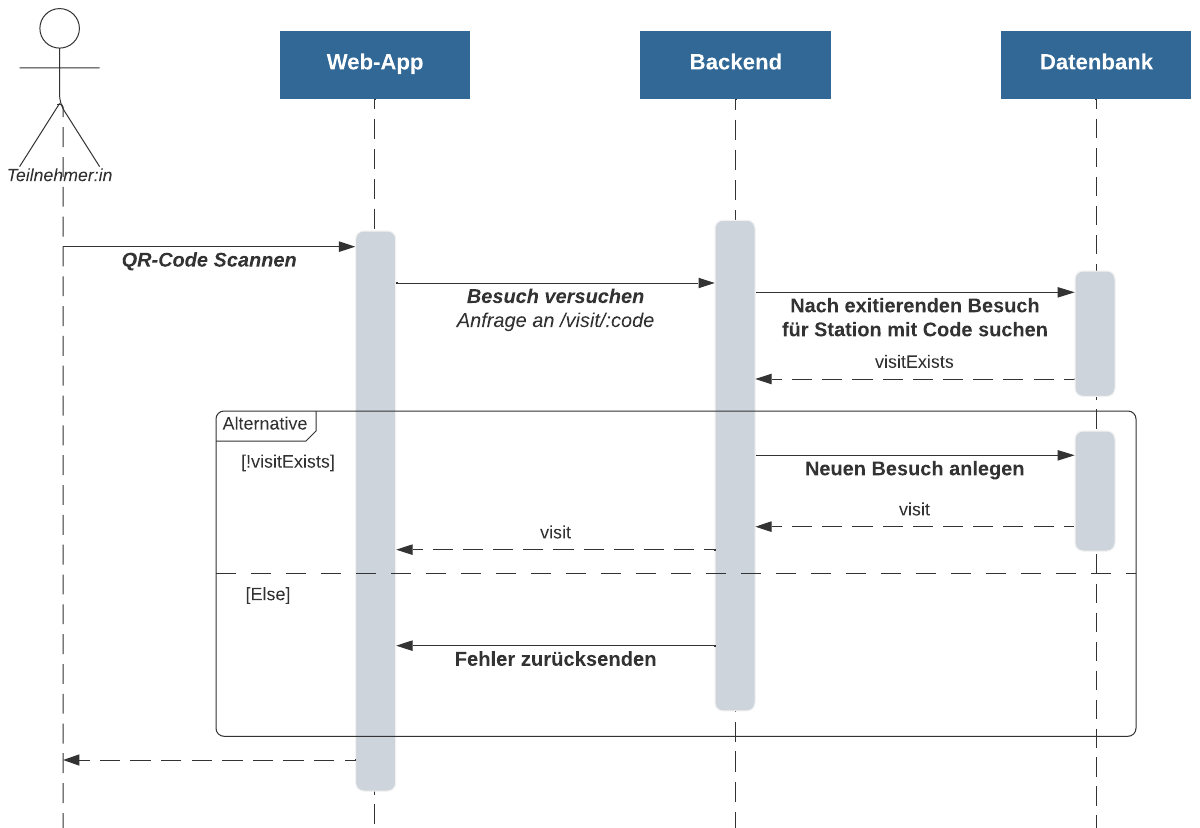 Web-App
Backend
Datenbank
Teilnehmer:in
QR-Code Scannen
Besuch versuchen
Anfrage an /visit/:code
Nach exitierenden Besuch
für Station mit Code suchen
visitExists
Alternative
[!visitExists]
Neuen Besuch anlegen
visit
visit
[Else]
Fehler zurücksenden